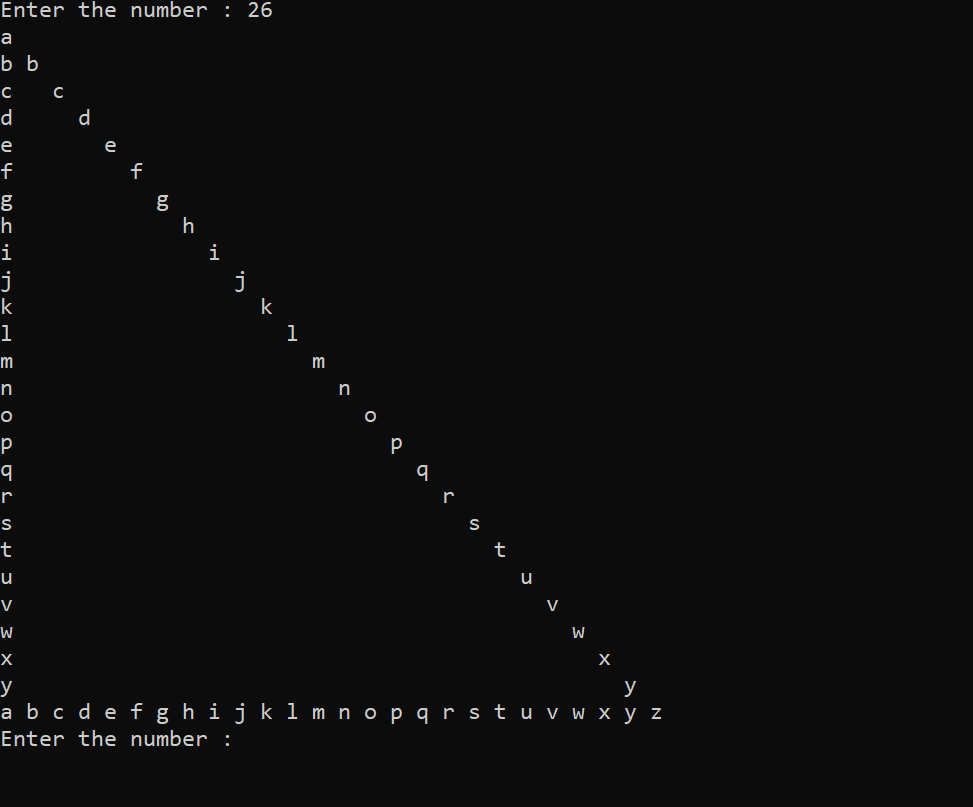 Enter the number : 26
a
b b
c   c
d     d
e       e
f         f
g           g
h             h
i               i
j                 j
k                   k
l                     l
m                       m
n                         n
o                           o
p                             p
q                               q
r                                 r
s                                   s
t                                     t
u                                       u
v                                         v
w                                           w
x                                             x
y                                               y
a b c d e f g h i j k l m n o p q r s t u v w x y z
Enter the number :